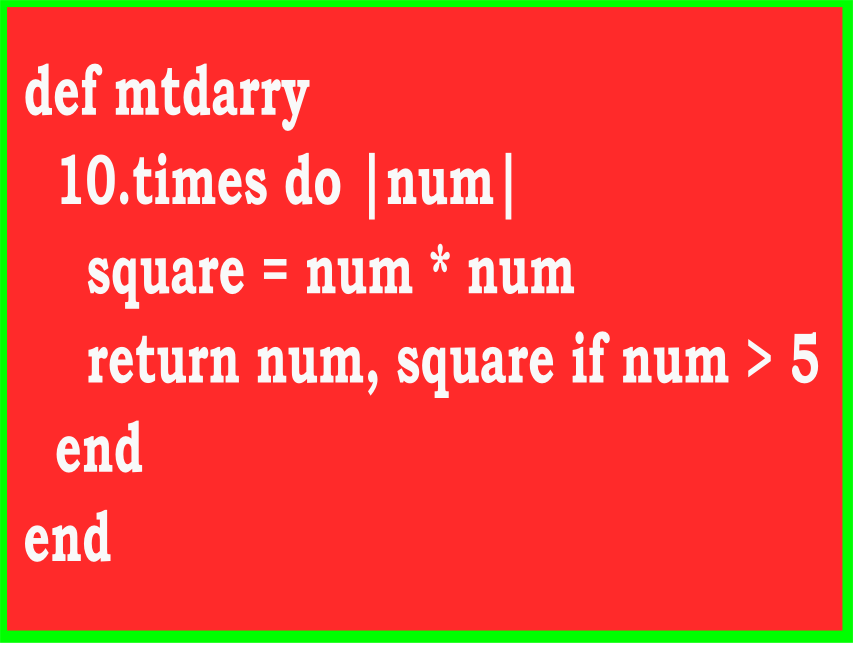 def mtdarry
10.times do |num|
square = num * num
return num, square if num > 5
end
end